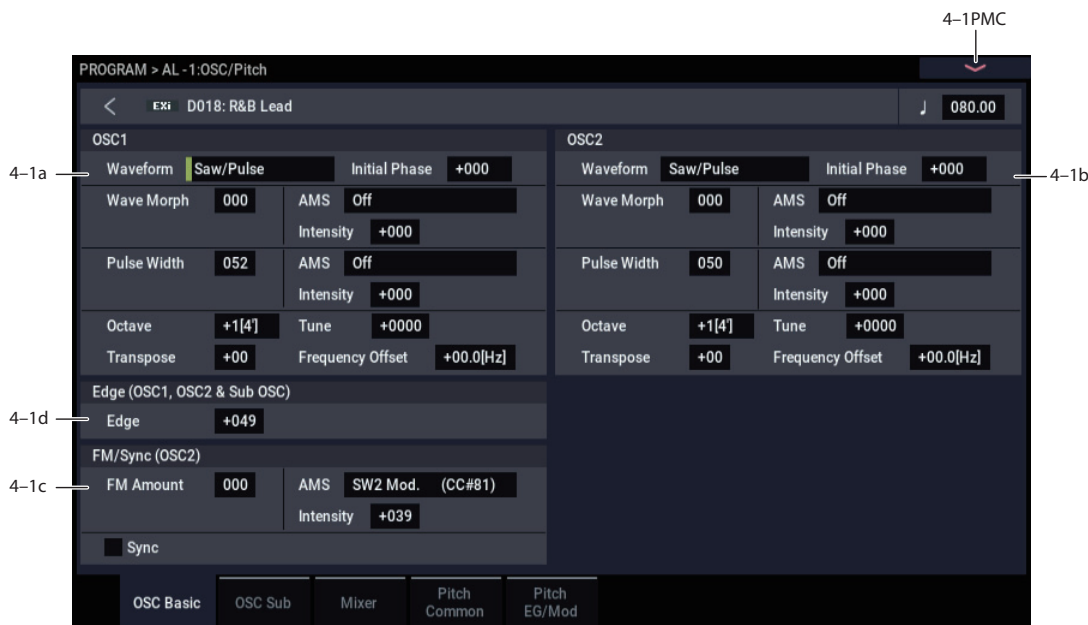 4–1PMC
PROGRAM > AL-1:OSC/Pitch
EXi D018: R&B Lead ♩ 080.00
OSC1
4–1a
Waveform Saw/Pulse Initial Phase +000
Wave Morph 000 AMS Off
Intensity +000
Pulse Width 052 AMS Off
Intensity +000
Octave +1[4'] Tune +0000
Transpose +00 Frequency Offset +00.0[Hz]
OSC2
Waveform Saw/Pulse Initial Phase +000
4–1b
Wave Morph 000 AMS Off
Intensity +000
Pulse Width 050 AMS Off
Intensity +000
Octave +1[4'] Tune +0000
Transpose +00 Frequency Offset +00.0[Hz]
Edge (OSC1, OSC2 & Sub OSC)
4–1d
Edge +049
FM/Sync (OSC2)
4–1c
FM Amount 000 AMS SW2 Mod. (CC#81)
Intensity +039
Sync
OSC Basic
OSC Sub
Mixer
Pitch
Common
Pitch
EG/Mod